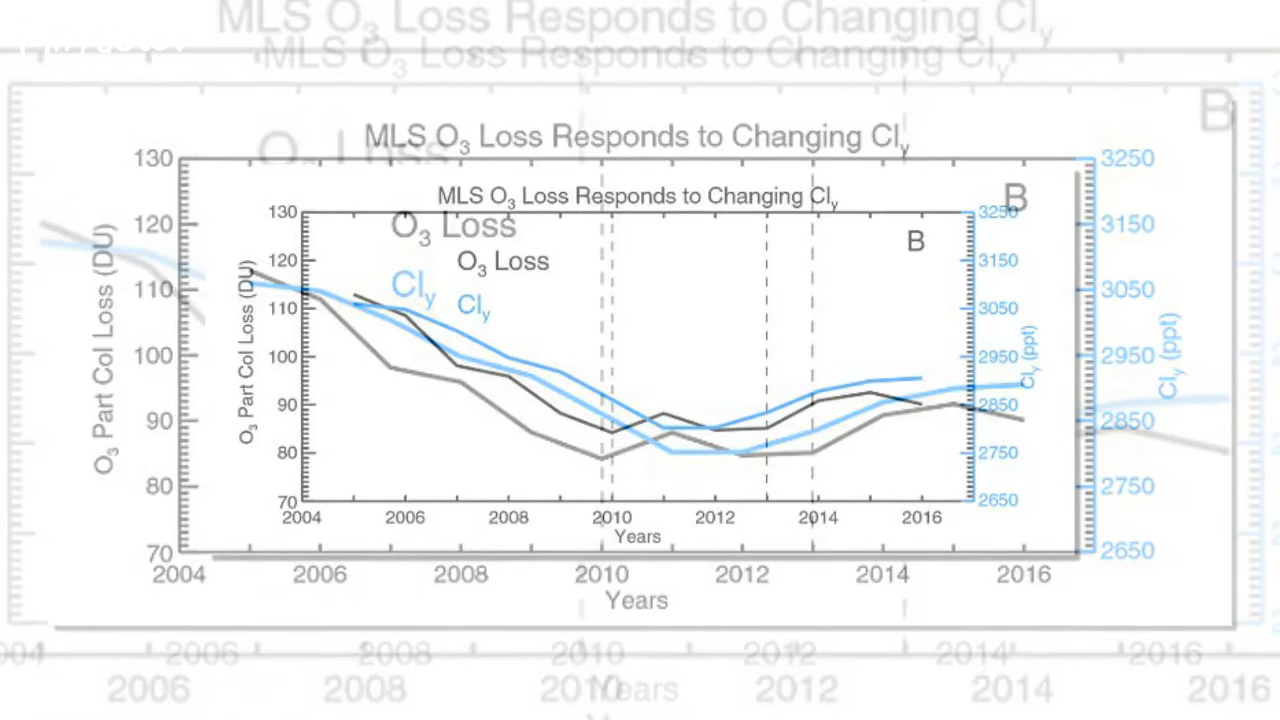 MLS O3 Loss Responds to Changing Cly
MLS O3 Loss Responds to Changing Cly
B
MLS O3 Loss Responds to Changing Cly
O3 Loss
130
3250
MLS O3 Loss Responds to Changing Cly
B
130
3250
O3 Loss
120
3150
B
O3 Loss
120
3150
Cly
Cly
110
3050
110
3050
O3 Part Col Loss (DU)
O3 Part Col Loss (DU)
Cly (ppt)
Cly (ppt)
100
2950
100
2950
90
2850
90
2850
80
2750
80
2750
70
2650
2004 2006 2008 2010 2012 2014 2016
Years
70
2650
2004 2006 2008 2010 2012 2014 2016
Years
2006 2008 2010 2012 2014 2016
Years
2006 2008 2010 2012 2014 2016